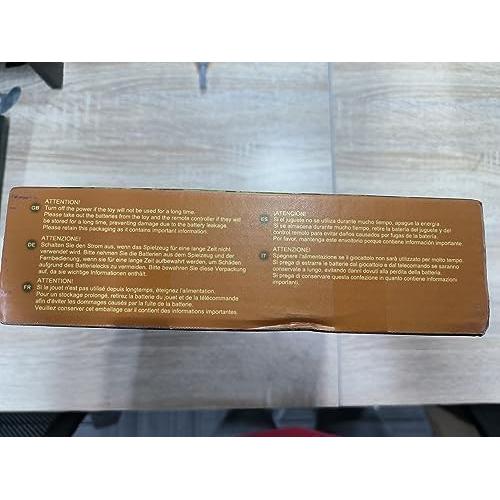 ATTENTION!
GB Turn off the power if the toy will not be used for a long time.
Please take out the batteries from the toy and the remote controller if they will
be stored for a long time, preventing damage due to the battery leakage.
Please retain this packaging as it contains important information.
ATTENZIONE!
DE Schalten Sie den Strom aus, wenn das Spielzeug für eine lange Zeit nicht
verwendet wird. Bitte nehmen Sie die Batterien aus dem Spielzeug und der
Fernbedienung, wenn sie für eine lange Zeit aufbewahrt werden, um Schäden
aufgrund des Batterielecks zu vermeiden. Bitte bewahren Sie diese Verpackung
auf, da sie wichtige Informationen enthält.
ATTENTION!
FR Si le jouet n'est pas utilisé depuis longtemps, éteignez l'alimentation.
Pour un stockage prolongé, retirez la batterie du jouet et de la télécommande
afin d'éviter les dommages causés par la fuite de la batterie.
Veuillez conserver cet emballage car il contient des informations importantes.
¡ATENCIÓN!
ES Si el juguete no se utiliza durante mucho tiempo, apague la energía.
Si se almacena durante mucho tiempo, retire la batería del juguete y del
control remoto para evitar daños causados por fugas de la batería.
Por favor, mantenga este envoltorio porque contiene información importante.
ATTENZIONE!
IT Spegnere l'alimentazione se il giocattolo non sarà utilizzato per molto tempo.
Si prega di estrarre le batterie dal giocattolo e dal telecomando se saranno
conservate a lungo, evitando danni dovuti alla perdita della batteria.
Si prega di conservare questa confezione in quanto contiene informazioni
importanti.